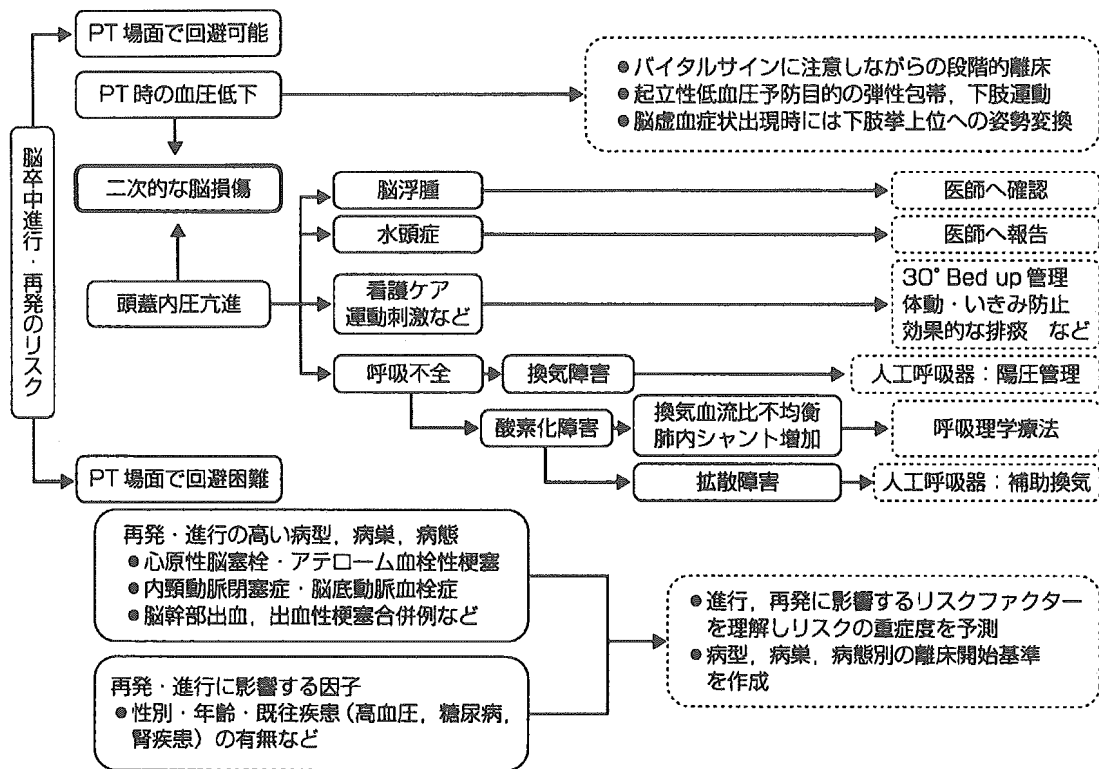 PT 場面で回避可能
PT 時の血圧低下
●バイタルサインに注意しながらの段階的離床
●起立性低血圧予防目的の弾性包帯，下肢運動
●脳虚血症状出現時には下肢挙上位への姿勢変換
脳卒中進行・再発のリスク
二次的な脳損傷
脳浮腫
医師へ確認
水頭症
医師へ報告
頭蓋内圧亢進
看護ケア
運動刺激など
30° Bed up 管理
体動・いきみ防止
効果的な排痰　など
呼吸不全
換気障害
人工呼吸器：陽圧管理
酸素化障害
換気血流比不均衡
肺内シャント増加
呼吸理学療法
PT 場面で回避困難
拡散障害
人工呼吸器：補助換気
再発・進行の高い病型，病巣，病態
●心原性脳塞栓・アテローム血栓性梗塞
●内頸動脈閉塞症・脳底動脈血栓症
●脳幹部出血，出血性梗塞合併例など
●進行，再発に影響するリスクファクター
を理解しリスクの重症度を予測
●病型，病巣，病態別の離床開始基準
を作成
再発・進行に影響する因子
●性別・年齢・既往疾患（高血圧，糖尿病，
腎疾患）の有無など